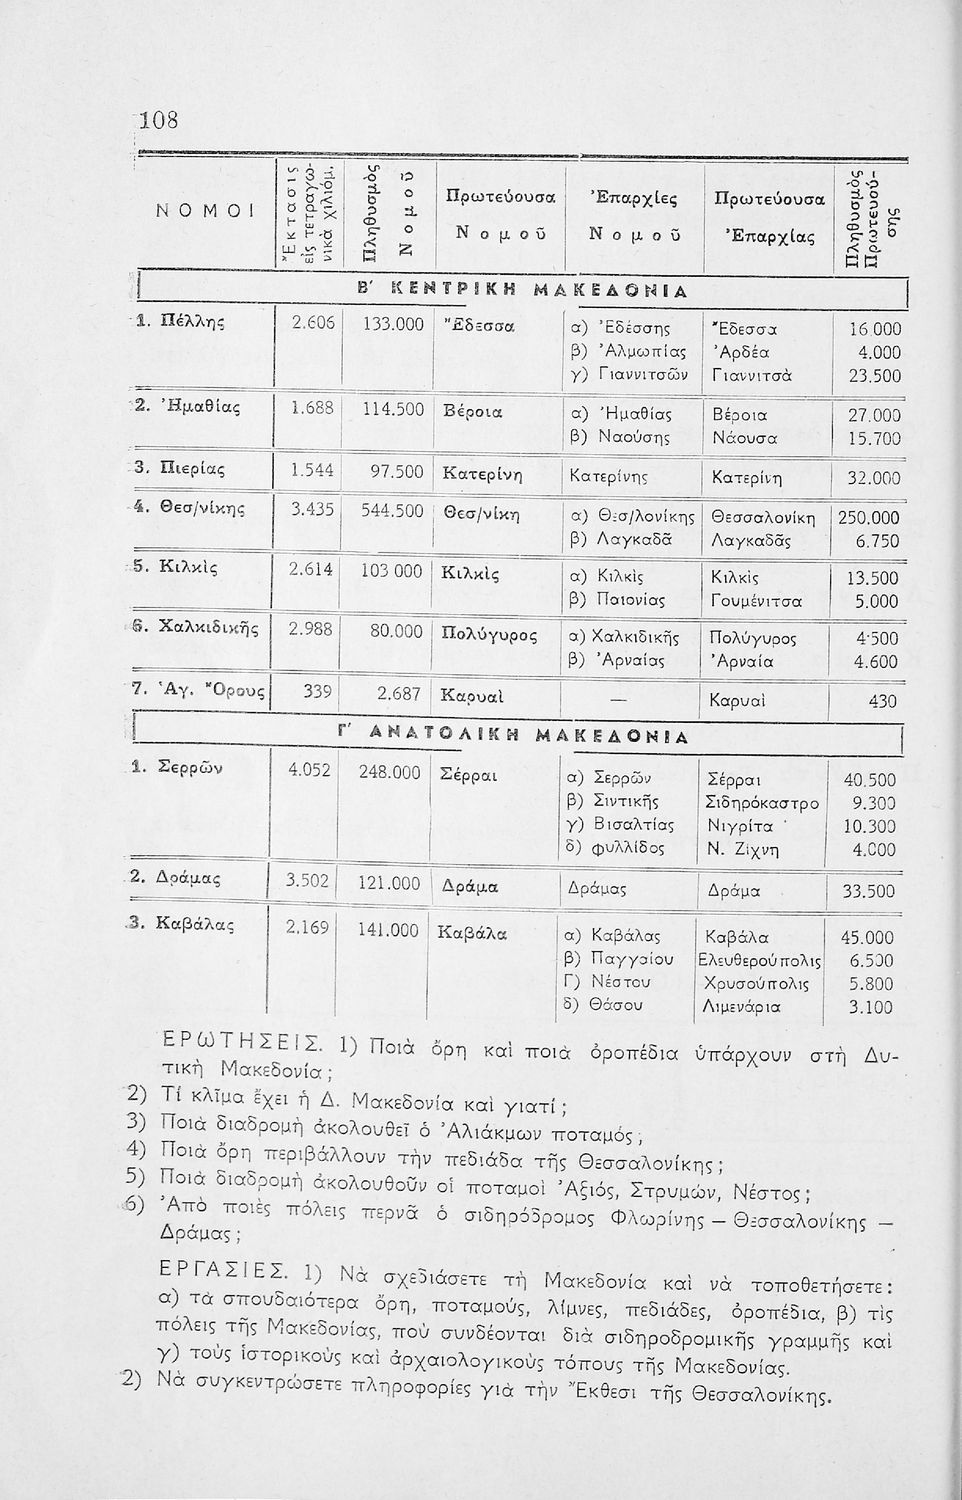 108
ΝΟΜΟΙ | Ἔκτασις εἰς τετραγω- νικὰ χιλιόμ. | Πληθυσμὸς Νομοῦ | Πρωτεύουσα Νομοῦ | Ἐπαρχίες Νομοῦ | Πρωτεύουσα Ἐπαρχίας | Πληθυσμὸς Πρωτευού- σης
Β' ΚΕΝΤΡΙΚΗ ΜΑΚΕΔΟΝΙΑ
1. Πέλλης 2.606 133.000 Ἔδεσσα α) Ἐδέσσης Ἔδεσσα 16.000
β) Ἀλμωπίας Ἀρδέα 4.000
γ) Γιαννιτσῶν Γιαννιτσὰ 23.500
2. Ἠμαθίας 1.688 114.500 Βέροια α) Ἠμαθίας Βέροια 27.000
β) Ναούσης Νάουσα 15.700
3. Πιερίας 1.544 97.500 Κατερίνη Κατερίνης Κατερίνη 32.000
4. Θεσ/νίκης 3.435 544.500 Θεσ/νίκη α) Θεσ/λονίκης Θεσσαλονίκη 250.000
β) Λαγκαδᾶ Λαγκαδᾶς 6.750
5. Κιλκὶς 2.614 103 000 Κιλκὶς α) Κιλκὶς Κιλκὶς 13.500
β) Παιονίας Γουμένιτσα 5.000
6. Χαλκιδικῆς 2.988 80.000 Πολύγυρος α) Χαλκιδικῆς Πολύγυρος 4·500
β) Ἀρναίας Ἀρναία 4.600
7. Ἁγ. Ὄρους 339 2.687 Καρυαὶ — Καρυαὶ 430
Γ' ΑΝΑΤΟΛΙΚΗ ΜΑΚΕΔΟΝΙΑ
1. Σερρῶν 4.052 248.000 Σέρραι α) Σερρῶν Σέρραι 40.500
β) Σιντικῆς Σιδηρόκαστρο 9.300
γ) Βισαλτίας Νιγρίτα 10.300
δ) φυλλίδος Ν. Ζίχνη 4.000
2. Δράμας 3.502 121.000 Δράμα Δράμας Δράμα 33.500
3. Καβάλας 2.169 141.000 Καβάλα α) Καβάλας Καβάλα 45.000
β) Παγγαίου Ελευθερούπολις 6.500
Γ) Νέστου Χρυσούπολις 5.800
δ) Θάσου Λιμενάρια 3.100
ΕΡΩΤΗΣΕΙΣ. 1) Ποιὰ ὄρη καὶ ποιὰ ὀροπέδια ὑπάρχουν στὴ Δυ-
τικὴ Μακεδονία;
2) Τί κλῖμα ἔχει ἡ Δ. Μακεδονία καὶ γιατί;
3) Ποιὰ διαδρομὴ ἀκολουθεῖ ὁ Ἀλιάκμων ποταμός;
4) Ποιὰ ὄρη περιβάλλουν τὴν πεδιάδα τῆς Θεσσαλονίκης;
5) Ποιὰ διαδρομὴ ἀκολουθοῦν οἱ ποταμοὶ Ἀξιός, Στρυμών, Νέστος;
6) Ἀπὸ ποιὲς πόλεις περνᾶ ὁ σιδηρόδρομος Φλωρίνης — Θεσσαλονίκης —
Δράμας;
ΕΡΓΑΣΙΕΣ. 1) Νὰ σχεδιάσετε τὴ Μακεδονία καὶ νὰ τοποθετήσετε:
α) τὰ σπουδαιότερα ὄρη, ποταμούς, λίμνες, πεδιάδες, ὀροπέδια, β) τὶς
πόλεις τῆς Μακεδονίας, ποὺ συνδέονται διὰ σιδηροδρομικῆς γραμμῆς καὶ
γ) τοὺς ἱστορικοὺς καὶ ἀρχαιολογικοὺς τόπους τῆς Μακεδονίας.
2) Νὰ συγκεντρώσετε πληροφορίες γιὰ τὴν Ἔκθεσι τῆς Θεσσαλονίκης.